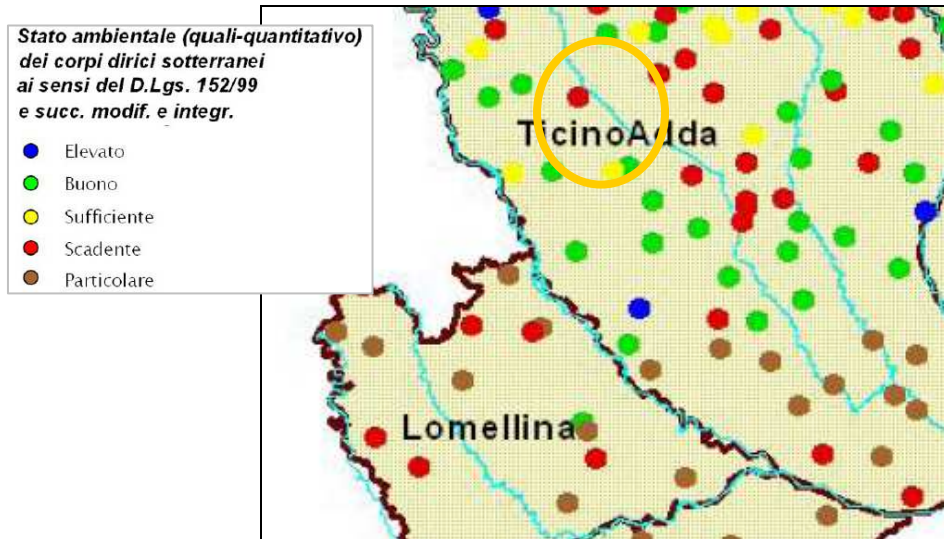 Stato ambientale (quali-quantitativo)
dei corpi dirici sotterranei
ai sensi del D.Lgs. 152/99
e succ. modif. e integr.
Elevato
Buono
Sufficiente
Scadente
Particolare
TicinoAdda
Lomellina